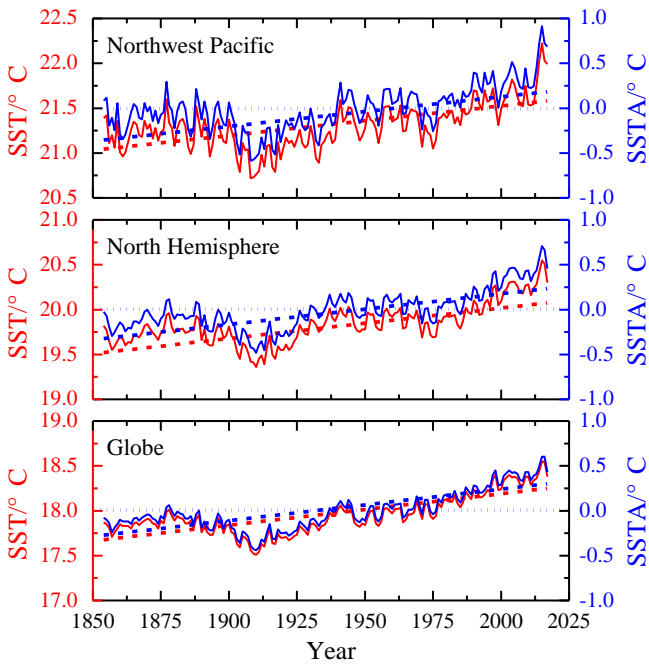 22.5
22.0
21.5
21.0
20.5
SST/° C
Northwest Pacific
1.0
0.5
0.0
-0.5
-1.0
SSTA/° C
21.0
20.5
20.0
19.5
19.0
SST/° C
North Hemisphere
1.0
0.5
0.0
-0.5
-1.0
SSTA/° C
19.0
18.5
18.0
17.5
17.0
SST/° C
Globe
1.0
0.5
0.0
-0.5
-1.0
SSTA/° C
1850 1875 1900 1925 1950 1975 2000 2025
Year